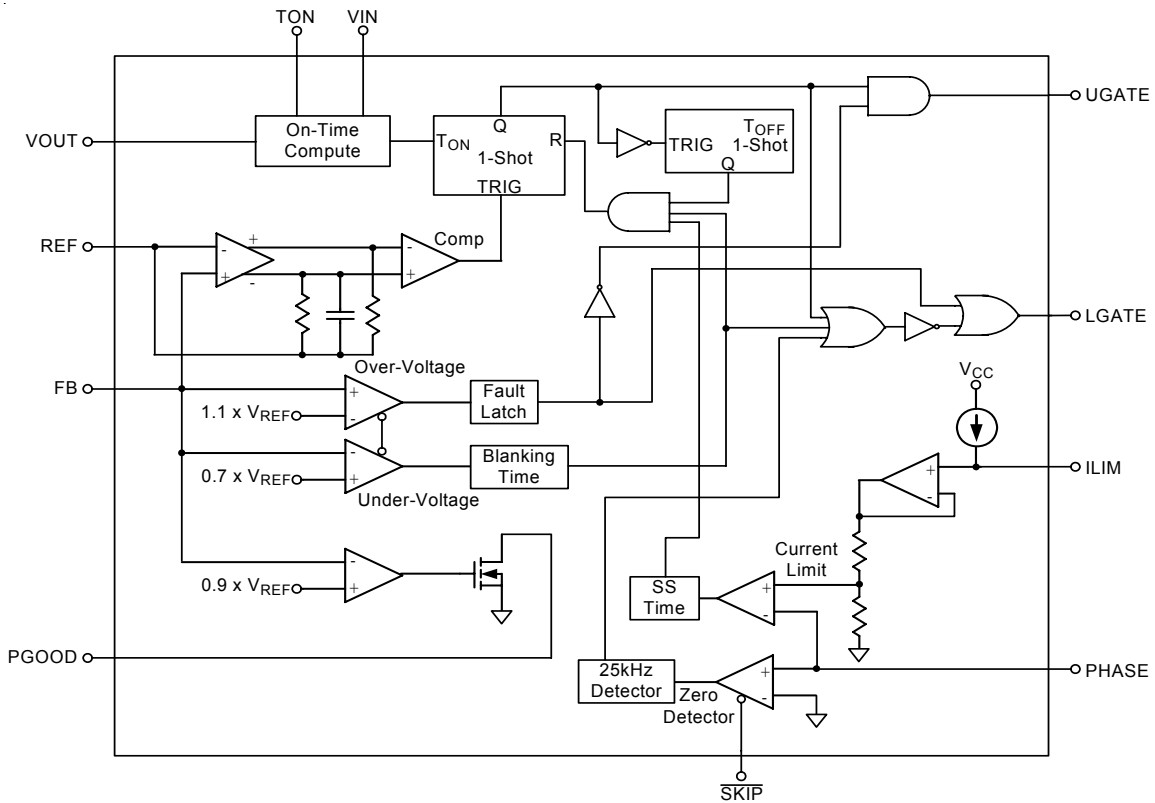 TON VIN
UGATE
VOUT
On-Time
Compute
TON
Q
R
1-Shot
TRIG
TRIG
TOFF
1-Shot
Q
REF
- +
+ -
Comp
-
+
LGATE
Over-Voltage
FB
+
-
1.1 x VREF
Fault
Latch
VCC
-
+
0.7 x VREF
Under-Voltage
Blanking
Time
+
-
ILIM
-
+
0.9 x VREF
Current
Limit
SS
Time
+
-
PGOOD
25kHz
Detector
Zero
Detector
+
-
PHASE
SKIP